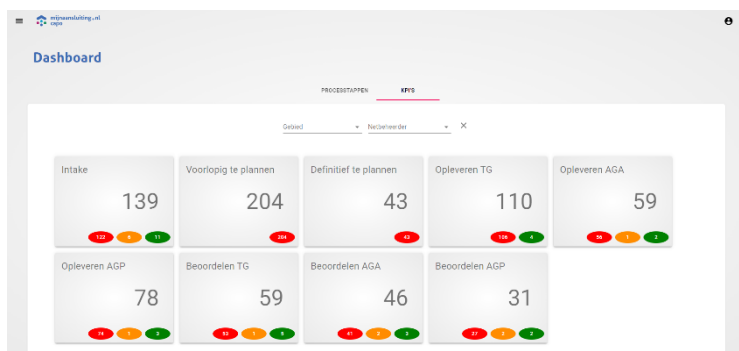 mijnaansluiting.nl
capo
Dashboard
PROCESSTAPPEN KPI'S
Gebied Netbeheerder
Intake Voorlopig te plannen Definitief te plannen Opleveren TG Opleveren AGA
139 204 43 110 59
122 6 11 204 43 106 4 56 1 2
Opleveren AGP Beoordelen TG Beoordelen AGA Beoordelen AGP
78 59 46 31
74 1 3 53 1 5 41 2 3 27 2 2